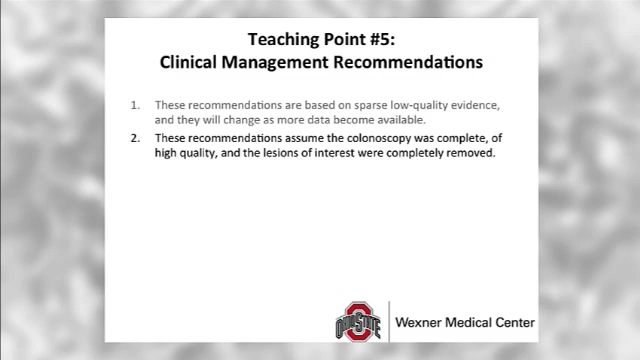 Teaching Point #5:
Clinical Management Recommendations
1. These recommendations are based on sparse low-quality evidence,
and they will change as more data become available.
2. These recommendations assume the colonoscopy was complete, of
high quality, and the lesions of interest were completely removed.
OHIO STATE
Wexner Medical Center